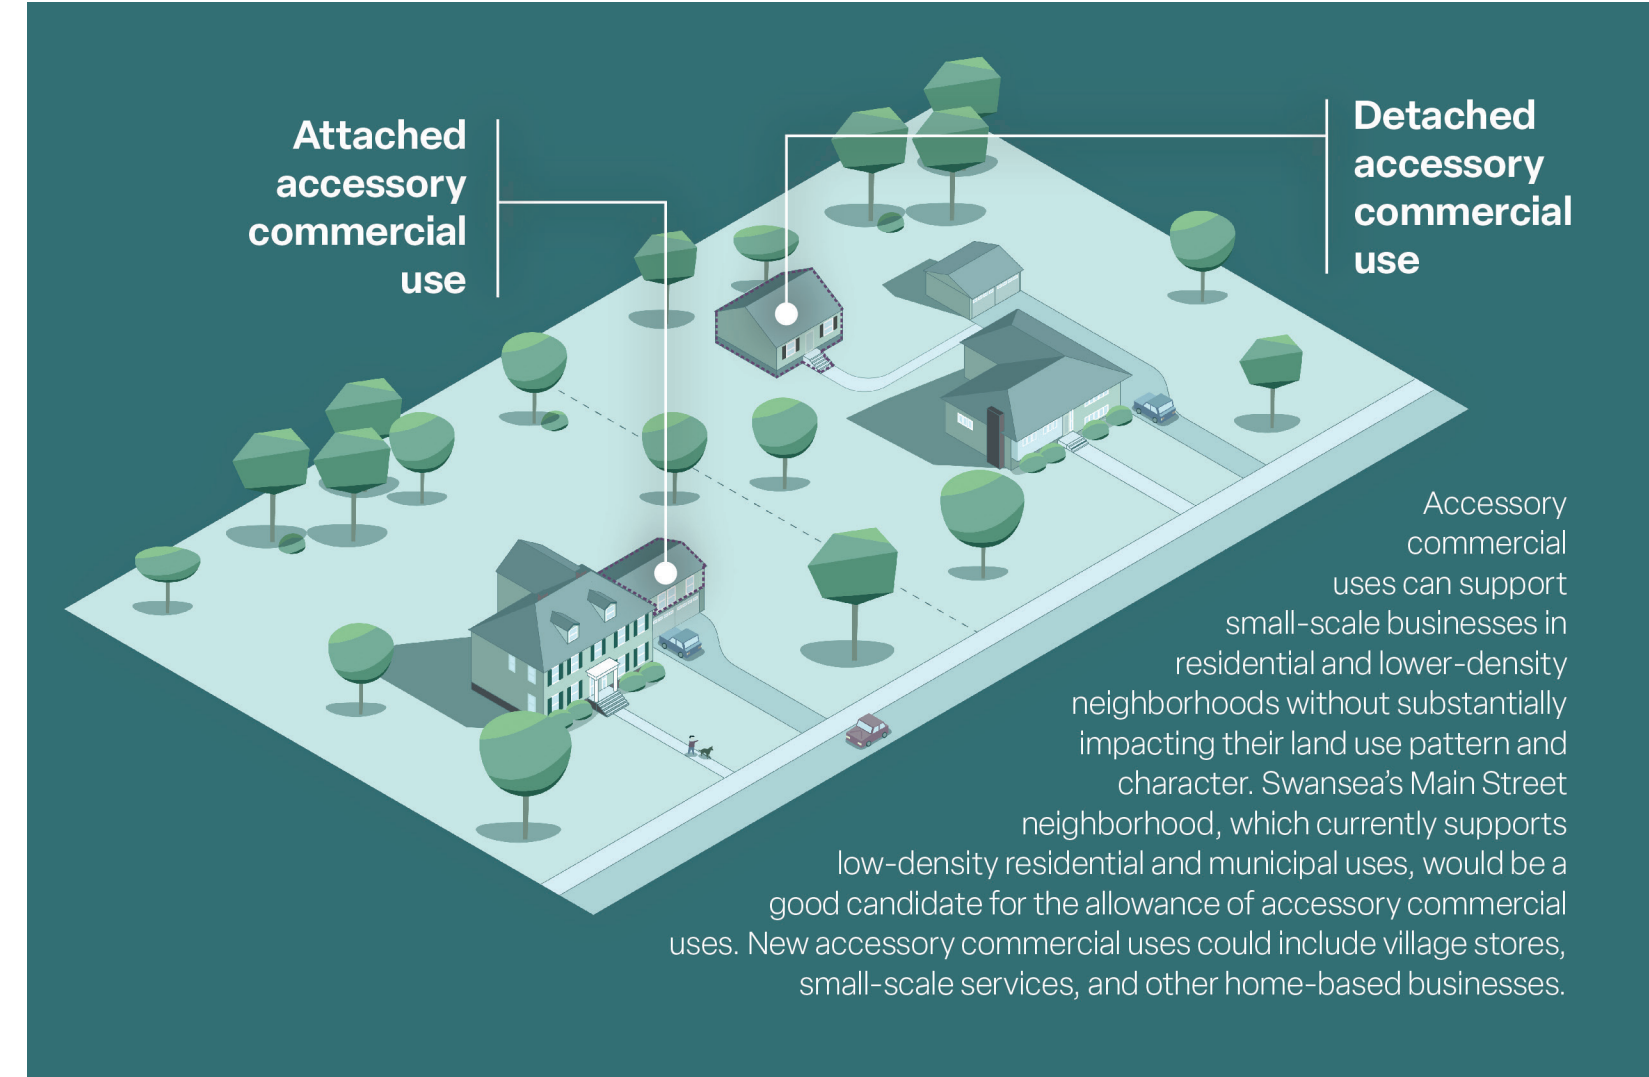 Attached
accessory
commercial
use
Detached
accessory
commercial
use
Accessory
commercial
uses can support
small-scale businesses in
residential and lower-density
neighborhoods without substantially
impacting their land use pattern and
character. Swansea’s Main Street
neighborhood, which currently supports
low-density residential and municipal uses, would be a
good candidate for the allowance of accessory commercial
uses. New accessory commercial uses could include village stores,
small-scale services, and other home-based businesses.